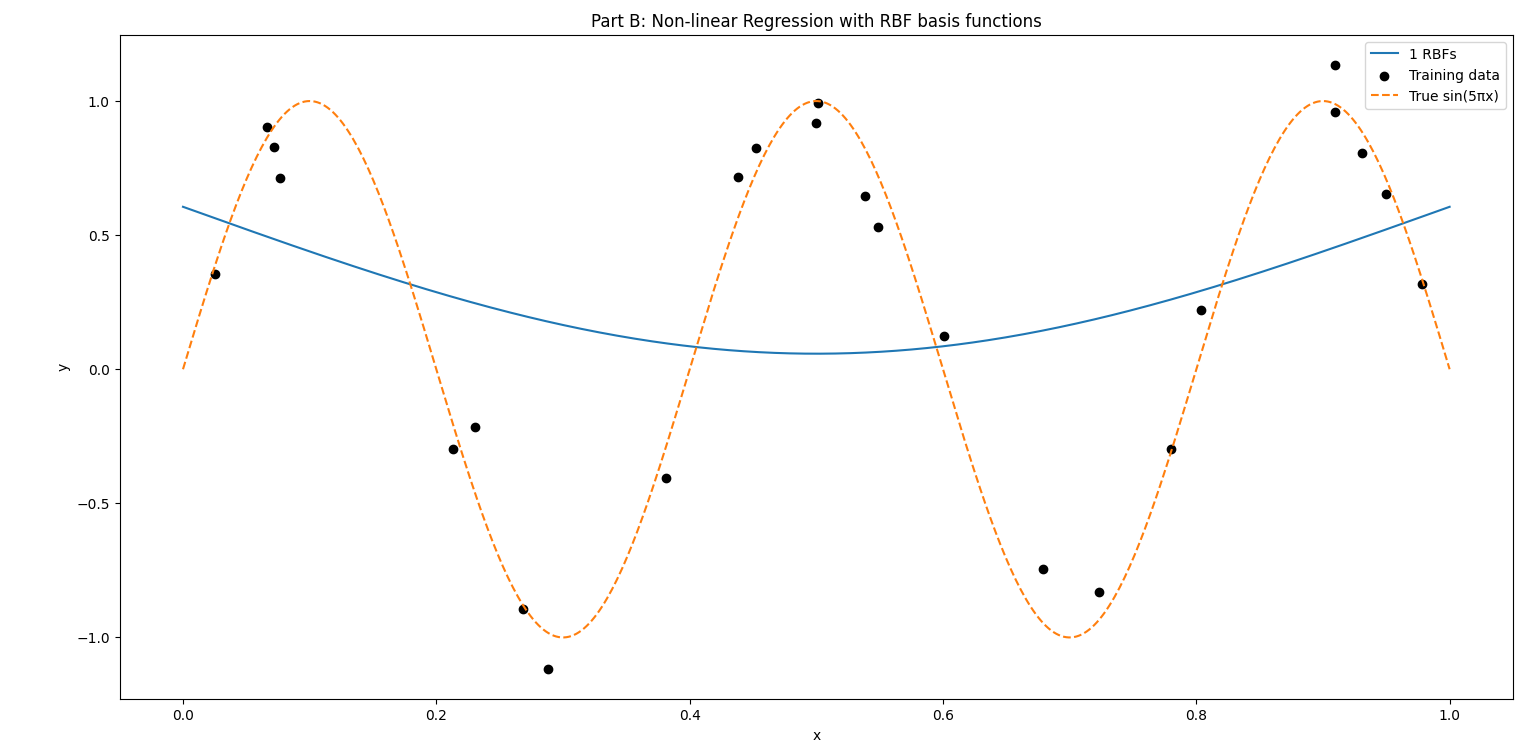 Part B: Non-linear Regression with RBF basis functions
1 RBFs
Training data
True sin(5πx)
1.0
0.5
0.0
−0.5
−1.0
y
0.0
0.2
0.4
0.6
0.8
1.0
x